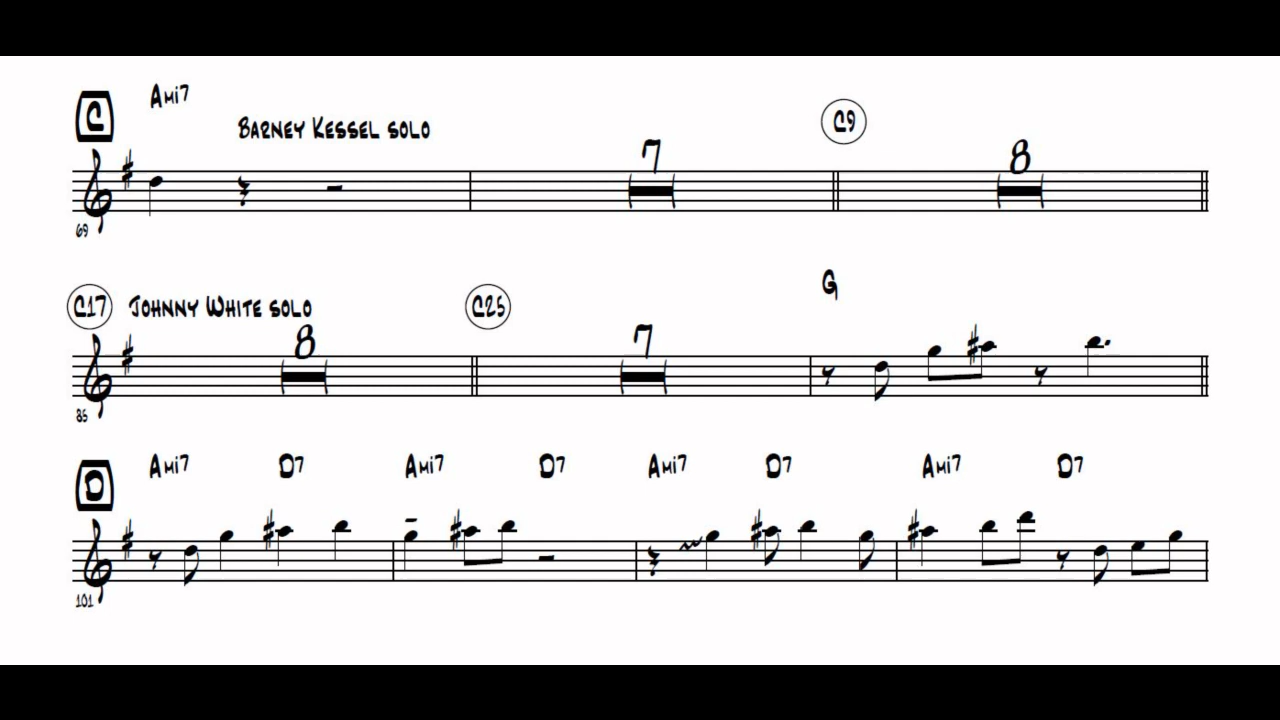 C Ami7
Barney Kessel solo C9
7 8
69
G
C17 Johnny White solo C25
8 7
85
D Ami7 D7 Ami7 D7 Ami7 D7 Ami7 D7
101